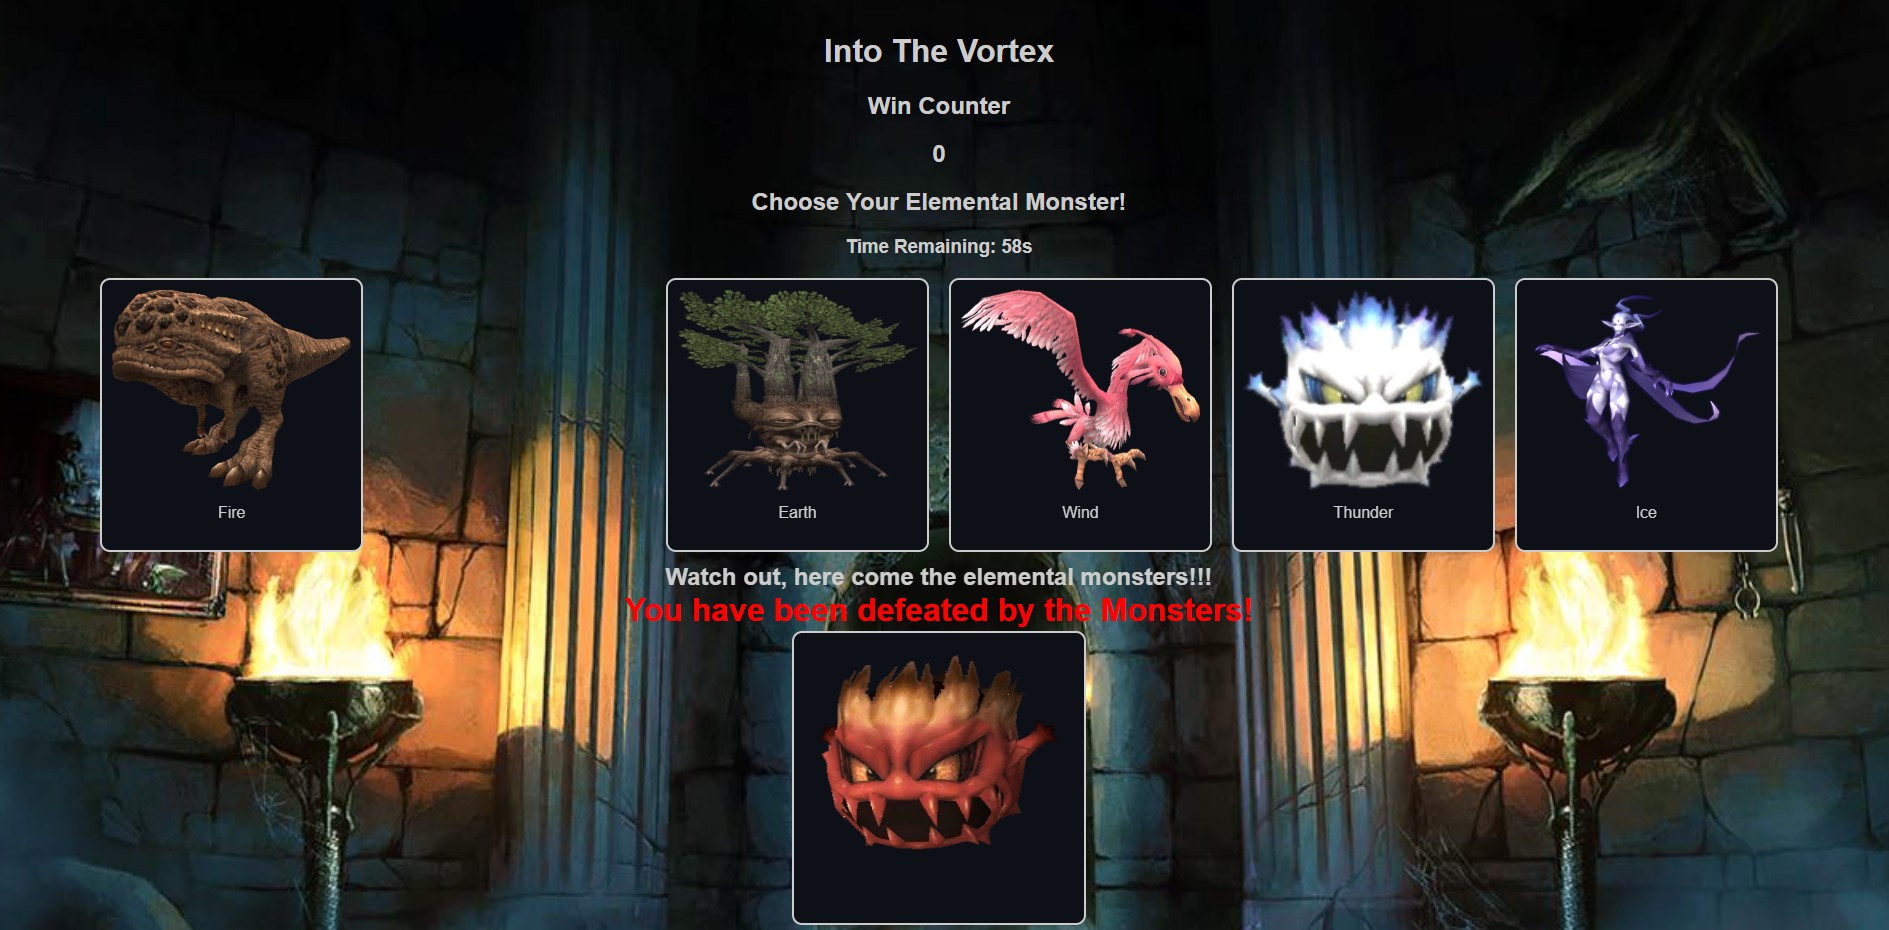 Into The Vortex
Win Counter
0
Choose Your Elemental Monster!
Time Remaining: 58s
Fire
Earth
Wind
Thunder
Ice
Watch out, here come the elemental monsters!!!
You have been defeated by the Monsters!